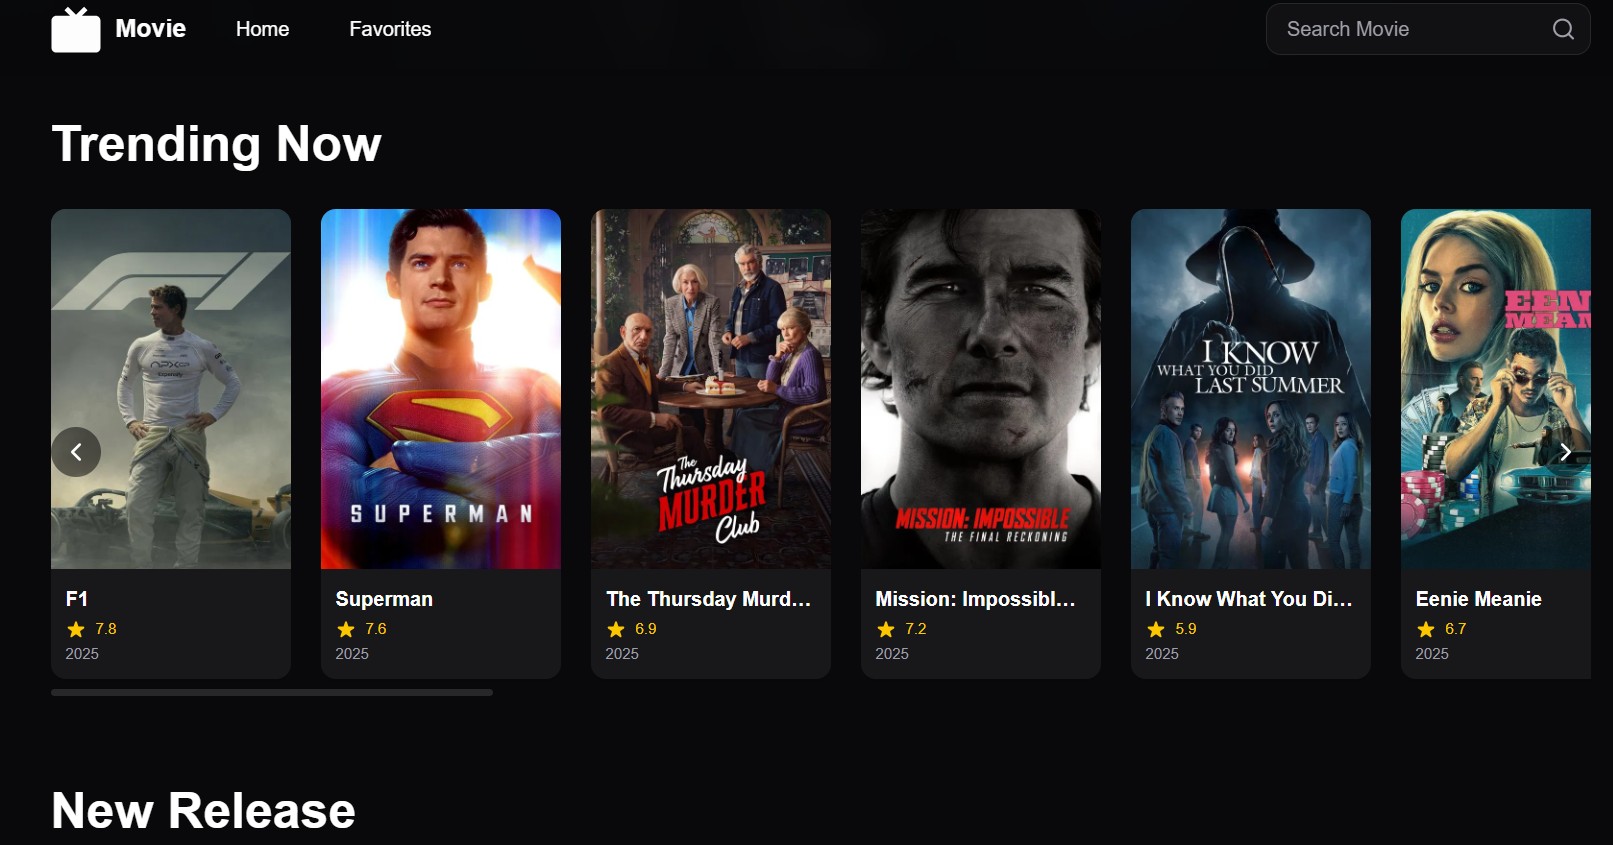 Movie
Home
Favorites
Search Movie
Trending Now
F1
SUPERMAN
The
Thursday
MURDER
Club
MISSION: IMPOSSIBLE
THE FINAL RECKONING
I KNOW
WHAT YOU DID
LAST SUMMER
EEN
MEAN
F1
7.8
2025
Superman
7.6
2025
The Thursday Murd...
6.9
2025
Mission: Impossibl...
7.2
2025
I Know What You Di...
5.9
2025
Eenie Meanie
6.7
2025
New Release